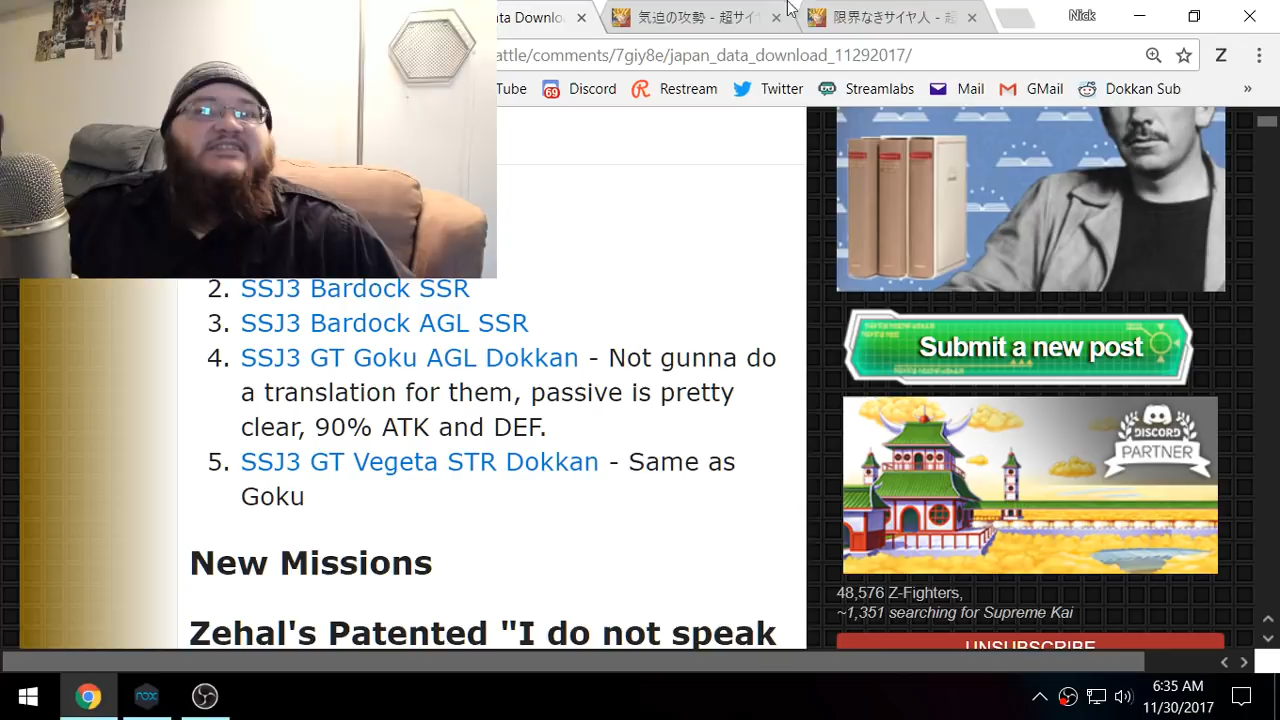 ata Downlo
気迫の攻勢 - 超サイヤ
限界なきサイヤ人 - 超
Nick
attle/comments/7giy8e/japan_data_download_11292017/
Z
Tube
69
Discord
Restream
Twitter
Streamlabs
Mail
GMail
Dokkan Sub
»
2. SSJ3 Bardock SSR
3. SSJ3 Bardock AGL SSR
4. SSJ3 GT Goku AGL Dokkan - Not gunna do
a translation for them, passive is pretty
clear, 90% ATK and DEF.
5. SSJ3 GT Vegeta STR Dokkan - Same as
Goku
New Missions
Zehal's Patented "I do not speak
Submit a new post
DISCORD
PARTNER
48,576 Z-Fighters,
~1,351 searching for Supreme Kai
UNSUBSCRIBE
nox
6:35 AM
11/30/2017